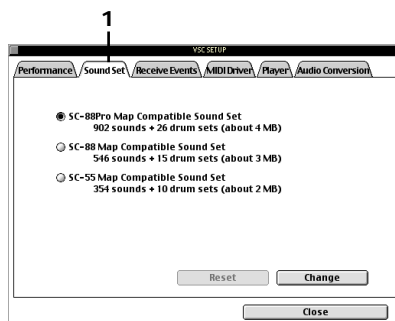 1
VSC SETUP
Performance Sound Set Receive Events MIDI Driver Player Audio Conversion
SC-88Pro Map Compatible Sound Set
902 sounds + 26 drum sets (about 4 MB)
SC-88 Map Compatible Sound Set
546 sounds + 15 drum sets (about 3 MB)
SC-55 Map Compatible Sound Set
354 sounds + 10 drum sets (about 2 MB)
Reset Change
Close